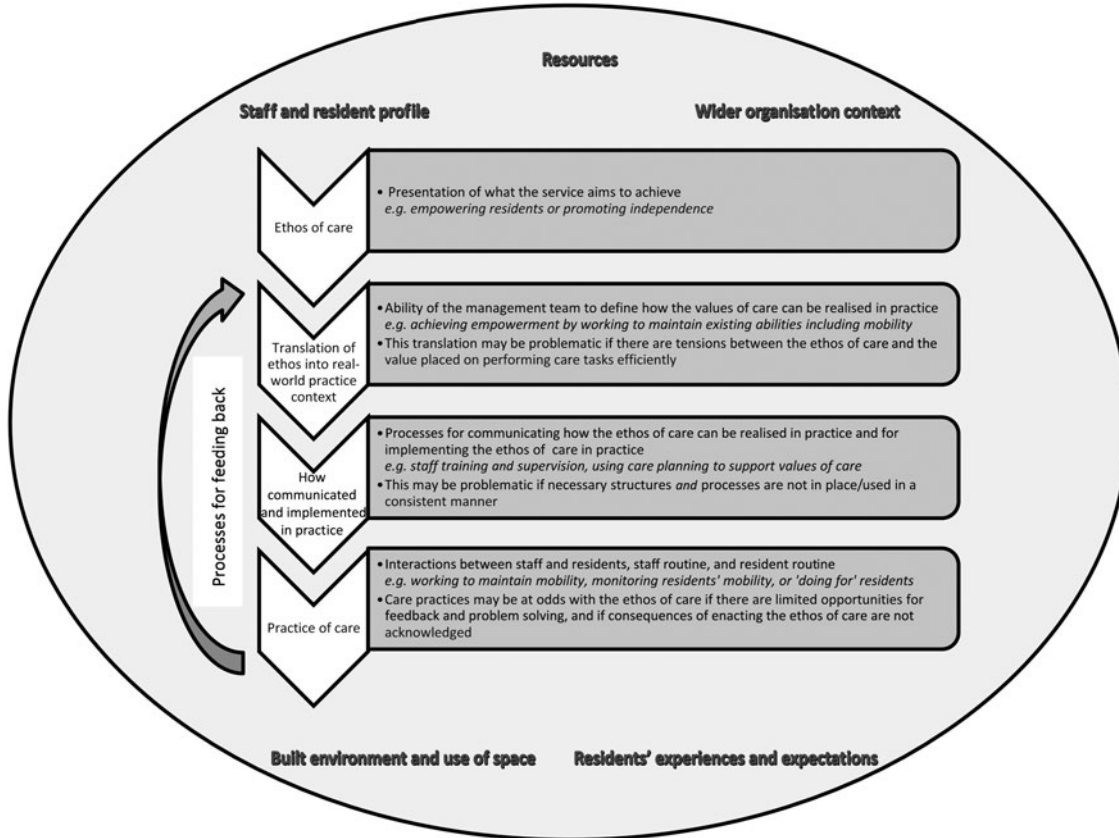 Resources
Staff and resident profile
Wider organisation context
Ethos of care
• Presentation of what the service aims to achieve
e.g. empowering residents or promoting independence
Translation of
ethos into real-
world practice
context
• Ability of the management team to define how the values of care can be realised in practice
e.g. achieving empowerment by working to maintain existing abilities including mobility
• This translation may be problematic if there are tensions between the ethos of care and the
value placed on performing care tasks efficiently
Processes for feeding back
How
communicated
and implemented
in practice
• Processes for communicating how the ethos of care can be realised in practice and for
implementing the ethos of care in practice
e.g. staff training and supervision, using care planning to support values of care
• This may be problematic if necessary structures and processes are not in place/used in a
consistent manner
Practice of care
• Interactions between staff and residents, staff routine, and resident routine
e.g. working to maintain mobility, monitoring residents' mobility, or 'doing for' residents
• Care practices may be at odds with the ethos of care if there are limited opportunities for
feedback and problem solving, and if consequences of enacting the ethos of care are not
acknowledged
Built environment and use of space
Residents’ experiences and expectations